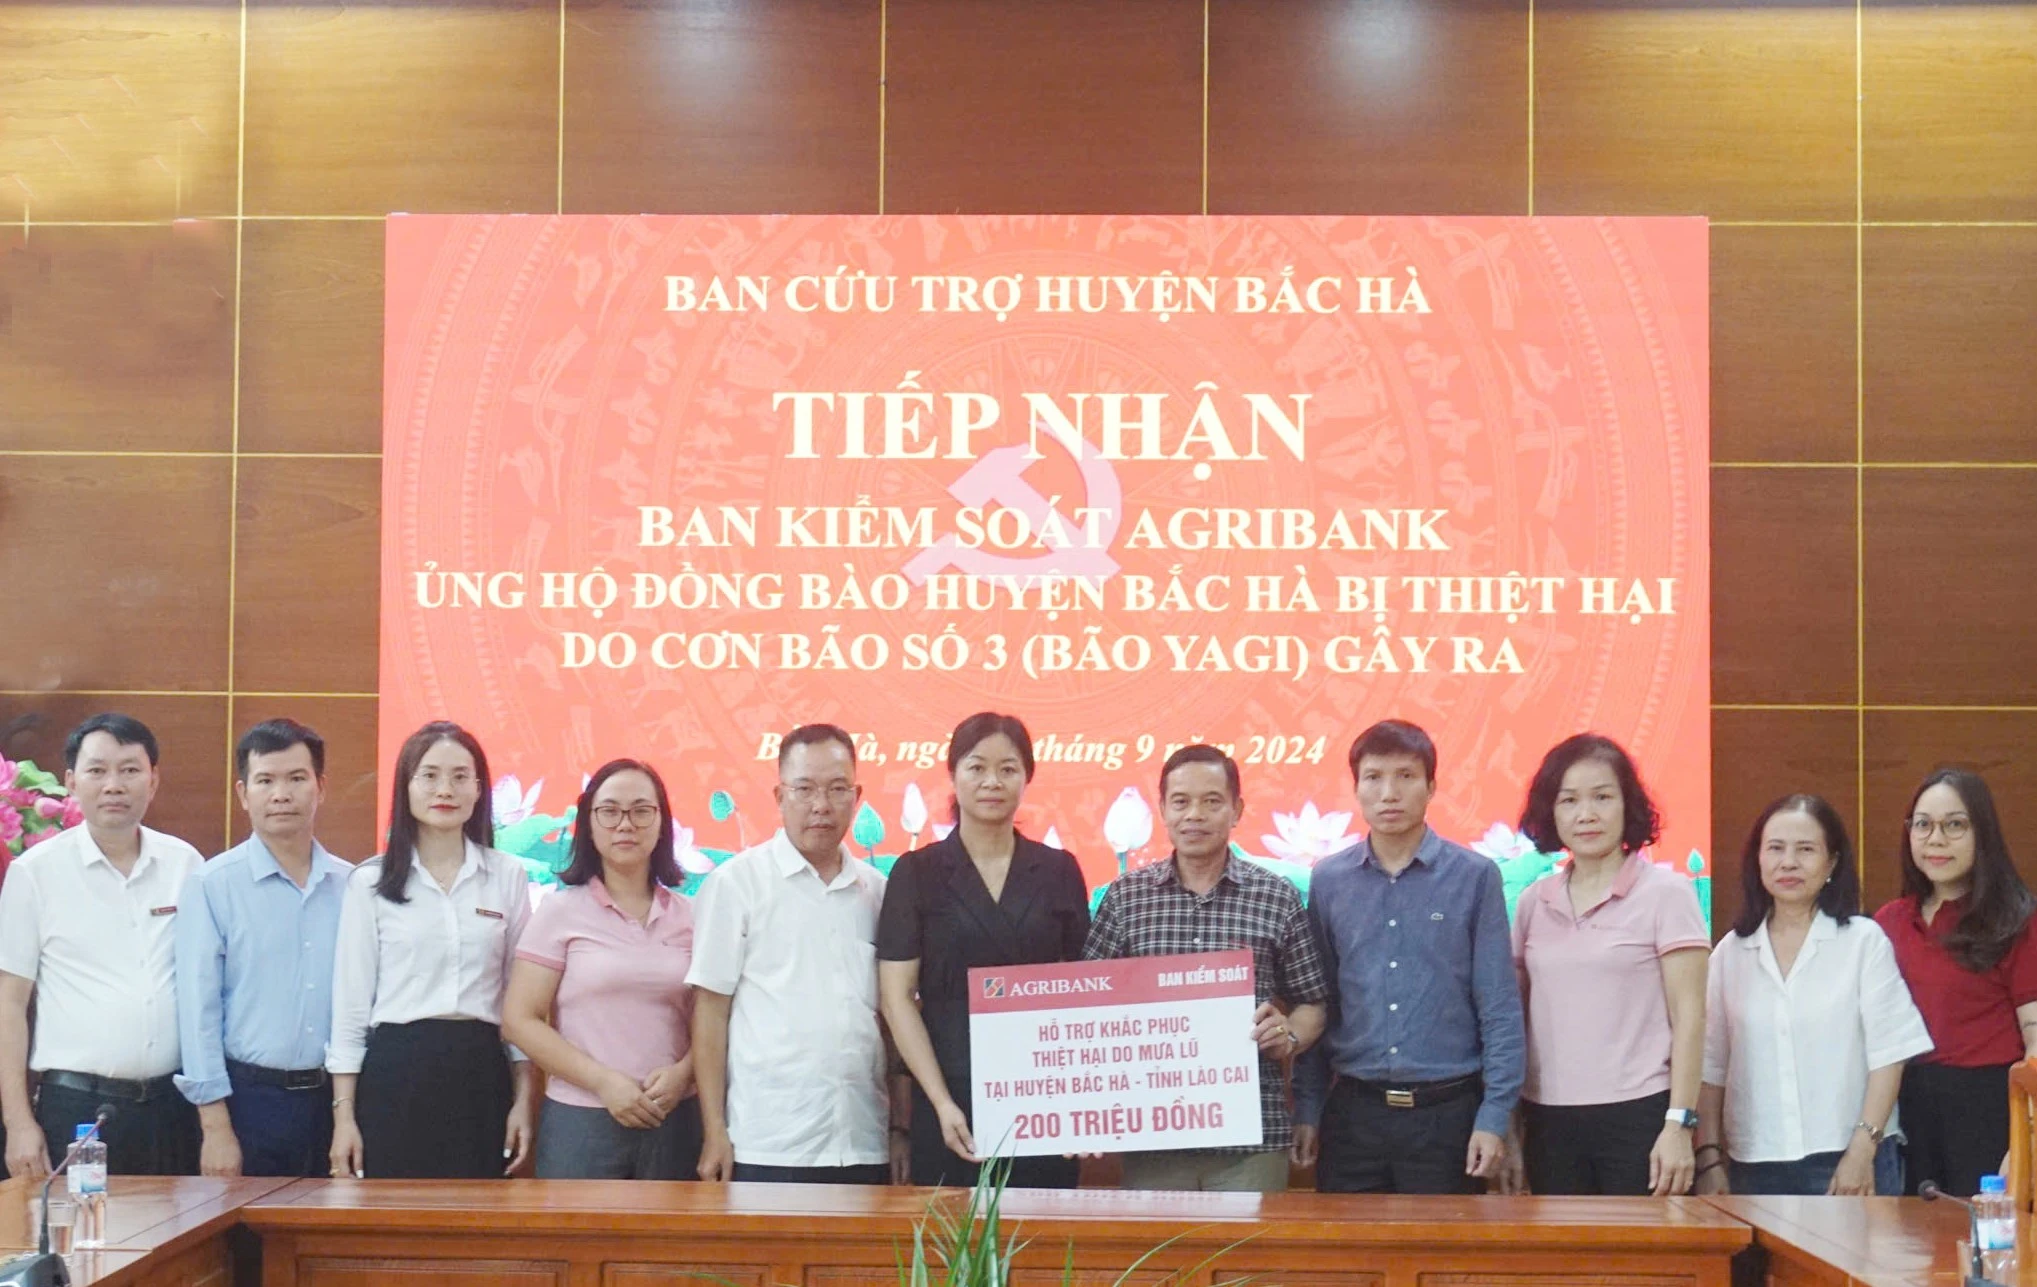 BAN CỨU TRỢ HUYỆN BẮC HÀ
TIẾP NHẬN
BAN KIỂM SOÁT AGRIBANK
ỦNG HỘ ĐỒNG BÀO HUYỆN BẮC HÀ BỊ THIỆT HẠI
DO CƠN BÃO SỐ 3 (BÃO YAGI) GÂY RA
Hà, tháng 9 năm 2024
AGRIBANK BAN KIỂM SOÁT
HỖ TRỢ KHẮC PHỤC
THIỆT HẠI DO MƯA LŨ
TẠI HUYỆN BẮC HÀ - TỈNH LÀO CAI
200 TRIỆU ĐỒNG